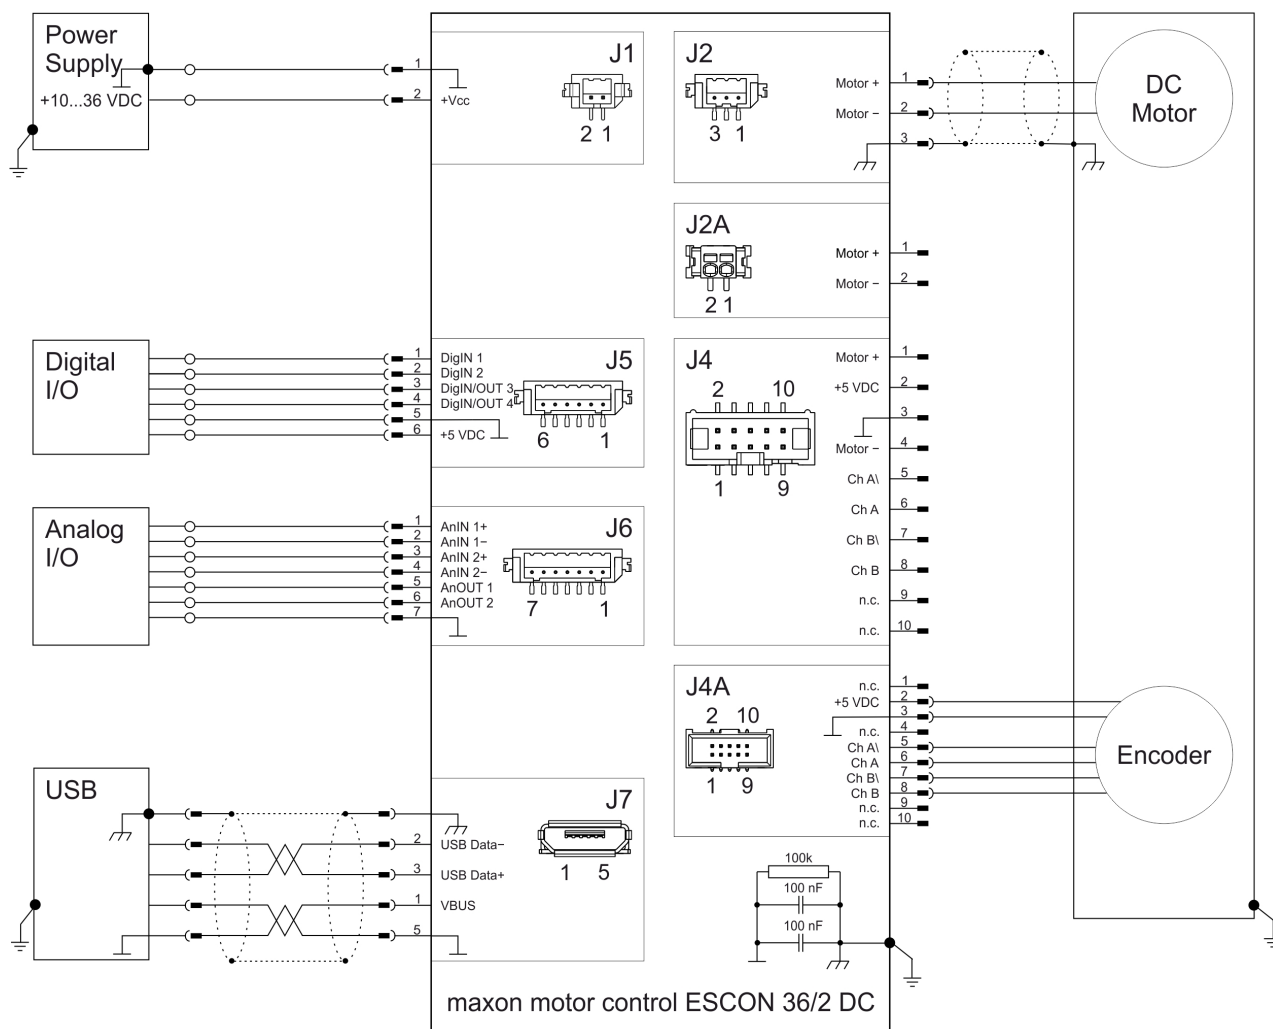 Power
Supply
+10...36 VDC
1
2
+Vcc
J1
2 1
J2
3 1
Motor +
Motor −
1
2
3
DC
Motor
J2A
2 1
Motor +
Motor −
1
2
Digital
I/O
1
2
3
4
5
6
DigIN 1
DigIN 2
DigIN/OUT 3
DigIN/OUT 4
+5 VDC
J5
6 1
J4
2 10
1 9
Motor +
+5 VDC
Motor −
Ch A\
Ch A
Ch B\
Ch B
n.c.
n.c.
1
2
3
4
5
6
7
8
9
10
Analog
I/O
1
2
3
4
5
6
7
AnIN 1+
AnIN 1−
AnIN 2+
AnIN 2−
AnOUT 1
AnOUT 2
J6
7 1
J4A
2 10
1 9
n.c.
+5 VDC
n.c.
Ch A\
Ch A
Ch B\
Ch B
n.c.
n.c.
1
2
3
4
5
6
7
8
9
10
Encoder
USB
2
3
1
5
USB Data−
USB Data+
VBUS
J7
1 5
100k
100 nF
100 nF
maxon motor control ESCON 36/2 DC